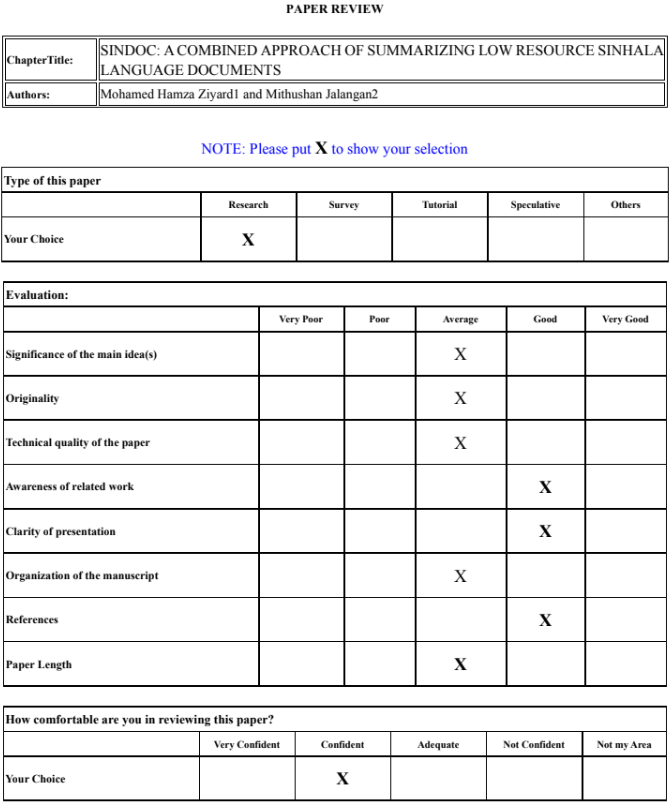 PAPER REVIEW
ChapterTitle:
SINDOC: A COMBINED APPROACH OF SUMMARIZING LOW RESOURCE SINHALA
LANGUAGE DOCUMENTS
Authors:
Mohamed Hamza Ziyard1 and Mithushan Jalangan2
NOTE: Please put X to show your selection
Type of this paper
Research Survey Tutorial Speculative Others
Your Choice X
Evaluation:
Very Poor Poor Average Good Very Good
Significance of the main idea(s) X
Originality X
Technical quality of the paper X
Awareness of related work X
Clarity of presentation X
Organization of the manuscript X
References X
Paper Length X
How comfortable are you in reviewing this paper?
Very Confident Confident Adequate Not Confident Not my Area
Your Choice X